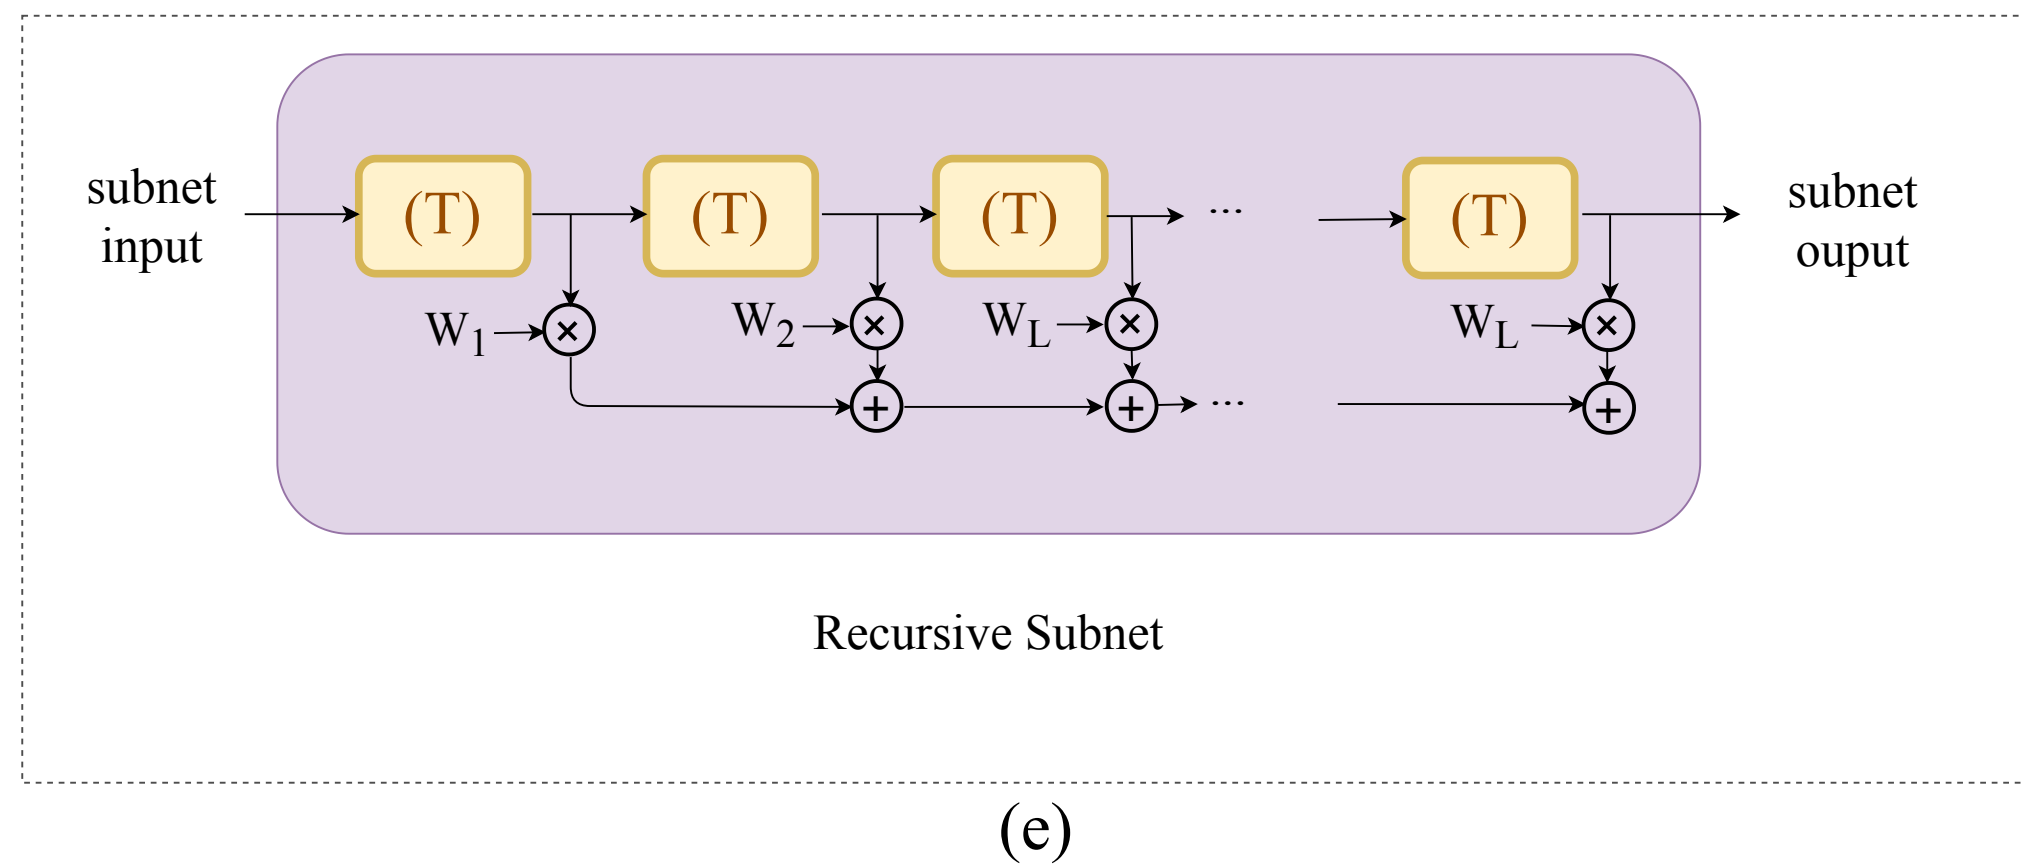 subnet
input
(T) (T) (T) ... (T)
subnet
ouput
W1 W2 WL WL
× × × ×
+ + ... +
Recursive Subnet
(e)